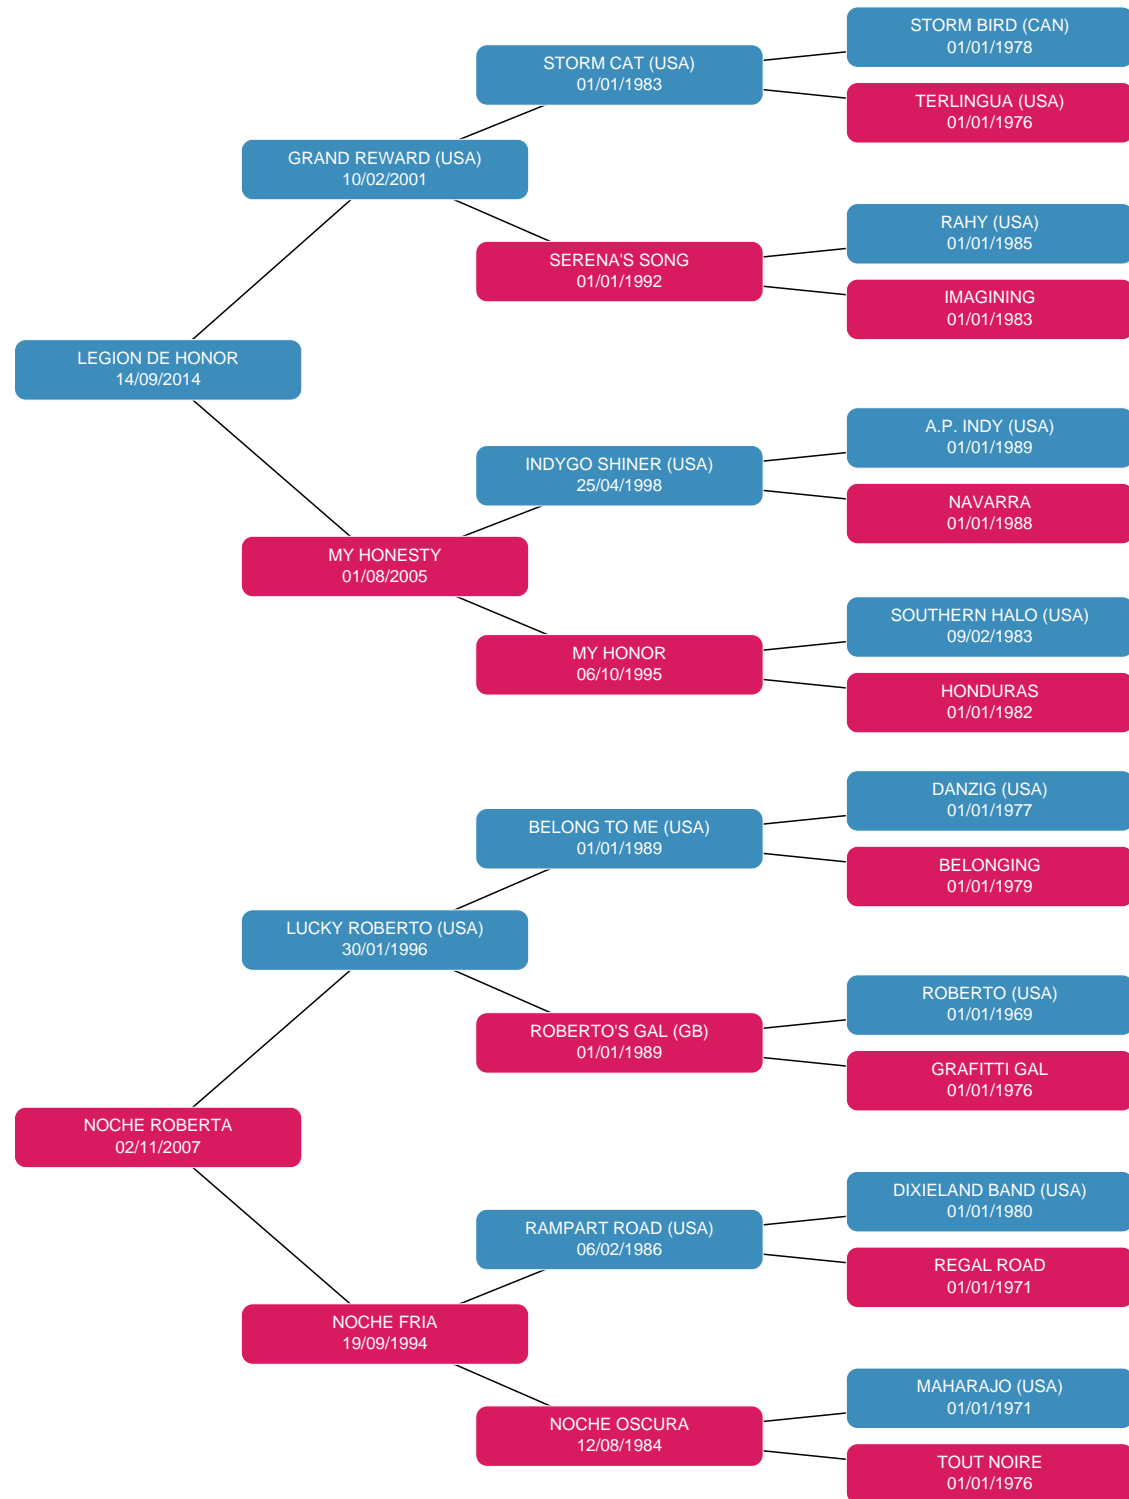 STORM BIRD (CAN)
01/01/1978
STORM CAT (USA)
01/01/1983
TERLINGUA (USA)
01/01/1976
GRAND REWARD (USA)
10/02/2001
RAHY (USA)
01/01/1985
SERENA'S SONG
01/01/1992
IMAGINING
01/01/1983
LEGION DE HONOR
14/09/2014
A.P. INDY (USA)
01/01/1989
INDYGO SHINER (USA)
25/04/1998
NAVARRA
01/01/1988
MY HONESTY
01/08/2005
SOUTHERN HALO (USA)
09/02/1983
MY HONOR
06/10/1995
HONDURAS
01/01/1982
DANZIG (USA)
01/01/1977
BELONG TO ME (USA)
01/01/1989
BELONGING
01/01/1979
LUCKY ROBERTO (USA)
30/01/1996
ROBERTO (USA)
01/01/1969
ROBERTO'S GAL (GB)
01/01/1989
GRAFITTI GAL
01/01/1976
NOCHE ROBERTA
02/11/2007
DIXIELAND BAND (USA)
01/01/1980
RAMPART ROAD (USA)
06/02/1986
REGAL ROAD
01/01/1971
NOCHE FRIA
19/09/1994
MAHARAJO (USA)
01/01/1971
NOCHE OSCURA
12/08/1984
TOUT NOIRE
01/01/1976